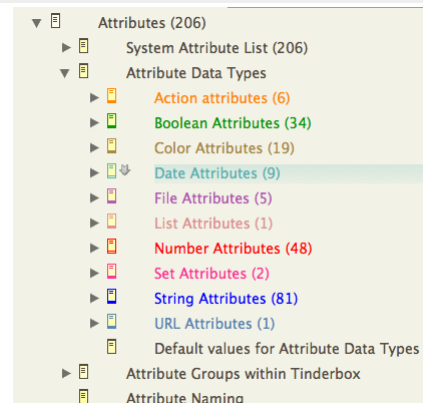 Attributes (206)
System Attribute List (206)
Attribute Data Types
Action attributes (6)
Boolean Attributes (34)
Color Attributes (19)
Date Attributes (9)
File Attributes (5)
List Attributes (1)
Number Attributes (48)
Set Attributes (2)
String Attributes (81)
URL Attributes (1)
Default values for Attribute Data Types
Attribute Groups within Tinderbox
Attribute Naming